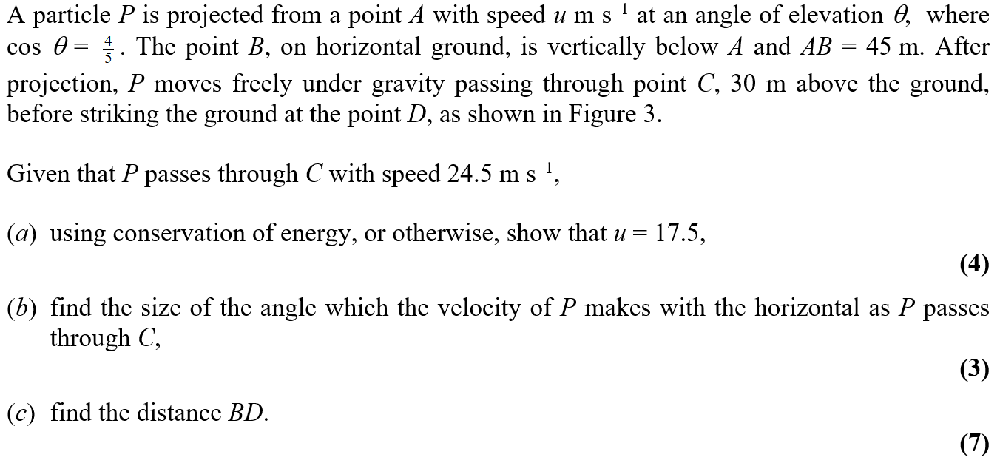 A particle P is projected from a point A with speed u m s⁻¹ at an angle of elevation θ, where
cos θ = 4/5 . The point B, on horizontal ground, is vertically below A and AB = 45 m. After
projection, P moves freely under gravity passing through point C, 30 m above the ground,
before striking the ground at the point D, as shown in Figure 3.
Given that P passes through C with speed 24.5 m s⁻¹,
(a) using conservation of energy, or otherwise, show that u = 17.5,
(4)
(b) find the size of the angle which the velocity of P makes with the horizontal as P passes
through C,
(3)
(c) find the distance BD.
(7)